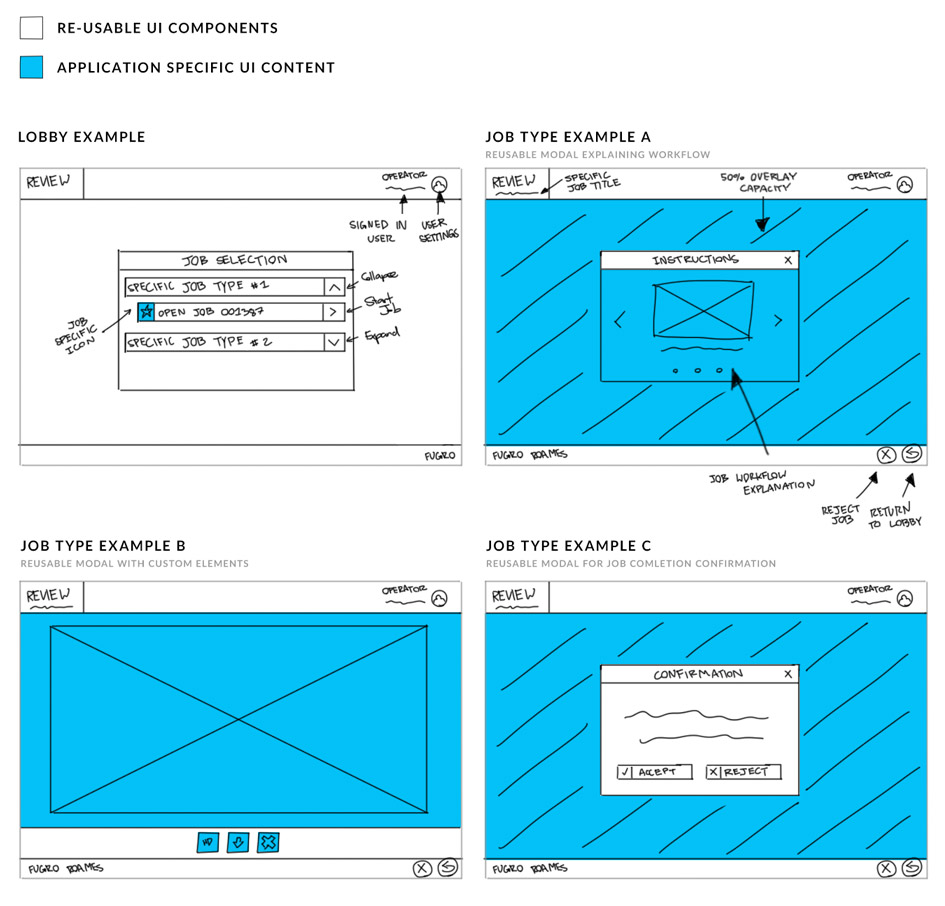 RE-USABLE UI COMPONENTS
APPLICATION SPECIFIC UI CONTENT
LOBBY EXAMPLE
REVIEW
OPERATOR
SIGNED IN
USER
USER
SETTINGS
JOB SELECTION
SPECIFIC JOB TYPE #1
Collapse
OPEN JOB 001387
Start
Job
JOB
SPECIFIC
ICON
SPECIFIC JOB TYPE #2
Expand
FUGRO
JOB TYPE EXAMPLE A
REUSABLE MODAL EXPLAINING WORKFLOW
REVIEW
SPECIFIC
JOB TITLE
50% OVERLAY
CAPACITY
OPERATOR
INSTRUCTIONS
X
FUGRO ROAMES
X
JOB WORKFLOW
EXPLANATION
REJECT
JOB
RETURN
TO LOBBY
JOB TYPE EXAMPLE B
REUSABLE MODAL WITH CUSTOM ELEMENTS
REVIEW
OPERATOR
FUGRO ROAMES
X
JOB TYPE EXAMPLE C
REUSABLE MODAL FOR JOB COMLETION CONFIRMATION
REVIEW
OPERATOR
CONFIRMATION
X
ACCEPT
X REJECT
FUGRO ROAMES
X